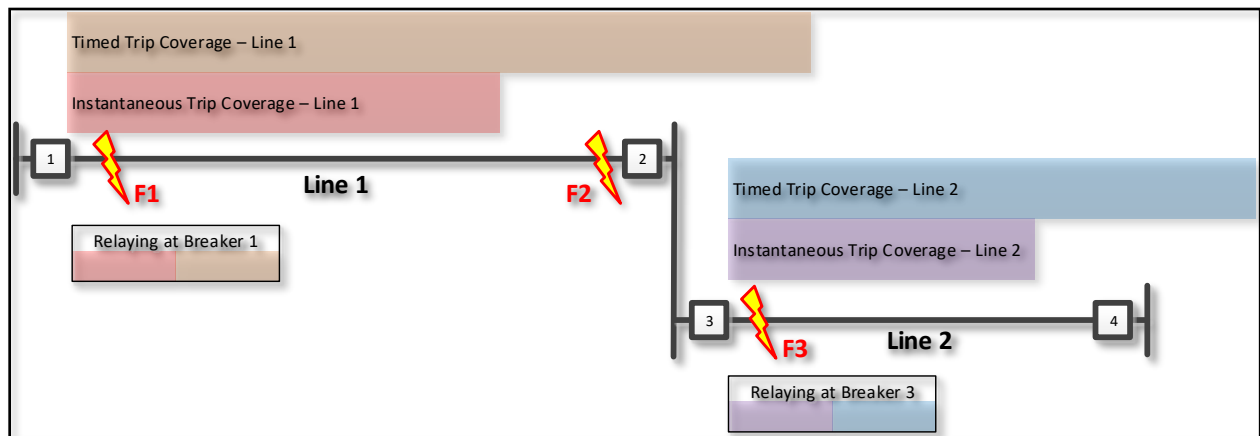 Timed Trip Coverage – Line 1
Instantaneous Trip Coverage – Line 1
1
2
F1
Line 1
F2
Timed Trip Coverage – Line 2
Relaying at Breaker 1
Instantaneous Trip Coverage – Line 2
3
4
F3
Line 2
Relaying at Breaker 3